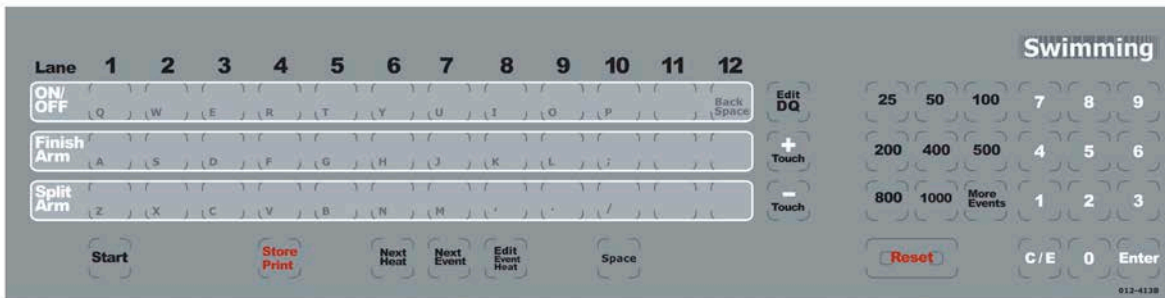 Swimming
Lane 1 2 3 4 5 6 7 8 9 10 11 12
ON/
OFF
Q W E R T Y U I O P
Back
Space
Edit
DQ
25 50 100 7 8 9
Finish
Arm
A S D F G H J K L ;
+
Touch
200 400 500 4 5 6
Split
Arm
Z X C V B N M , . /
-
Touch
800 1000 More
Events
1 2 3
Start
Store
Print
Next
Heat
Next
Event
Edit
Event
Heat
Space
Reset
C/E 0 Enter
012-413B